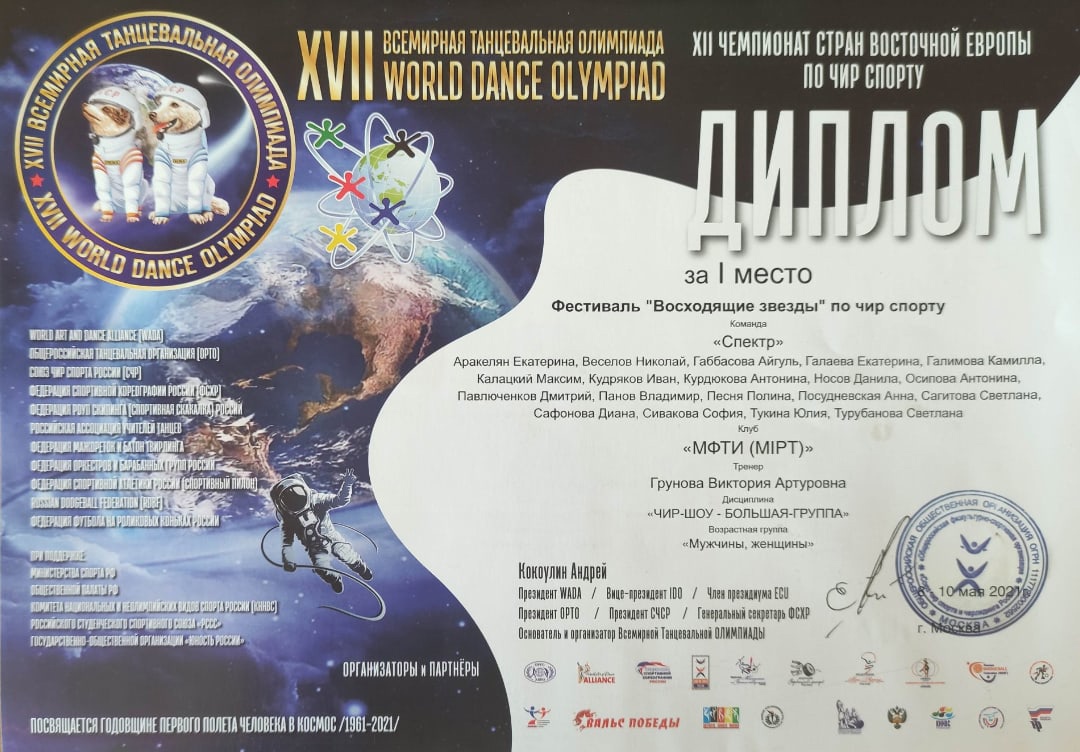 XVII ВСЕМИРНАЯ ТАНЦЕВАЛЬНАЯ ОЛИМПИАДА
XVII WORLD DANCE OLYMPIAD
XVII
ВСЕМИРНАЯ ТАНЦЕВАЛЬНАЯ ОЛИМПИАДА
WORLD DANCE OLYMPIAD
XII ЧЕМПИОНАТ СТРАН ВОСТОЧНОЙ ЕВРОПЫ
ПО ЧИР СПОРТУ
ДИПЛОМ
за I место
Фестиваль "Восходящие звезды" по чир спорту
Команда
«Спектр»
Аракелян Екатерина, Веселов Николай, Габбасова Айгуль, Галаева Екатерина, Галимова Камилла,
Калацкий Максим, Кудряков Иван, Курдюкова Антонина, Носов Данила, Осипова Антонина,
Павлюченков Дмитрий, Панов Владимир, Песня Полина, Посудневская Анна, Сагитова Светлана,
Сафонова Диана, Сивакова София, Тукина Юлия, Турубанова Светлана
Клуб
«МФТИ (MIPT)»
Тренер
Грунова Виктория Артуровна
Дисциплина
«ЧИР-ШОУ - БОЛЬШАЯ-ГРУППА»
Возрастная группа
«Мужчины, женщины»
WORLD ART AND DANCE ALLIANCE (WADA)
ОБЩЕРОССИЙСКАЯ ТАНЦЕВАЛЬНАЯ ОРГАНИЗАЦИЯ (ОРТО)
СОЮЗ ЧИР СПОРТА РОССИИ (СЧР)
ФЕДЕРАЦИЯ СПОРТИВНОЙ ХОРЕОГРАФИИ РОССИИ (ФСХР)
ФЕДЕРАЦИЯ РОУП СКИПИНГА (СПОРТИВНАЯ СКАКАЛКА) РОССИИ
РОССИЙСКАЯ АССОЦИАЦИЯ УЧИТЕЛЕЙ ТАНЦЕВ
ФЕДЕРАЦИЯ МАЖОРЕТОК И БАТОН ТВИРЛИНГА
ФЕДЕРАЦИЯ ОРКЕСТРОВ И БАРАБАННЫХ ГРУПП РОССИИ
ФЕДЕРАЦИЯ СПОРТИВНОЙ АТЛЕТИКИ РОССИИ (СПОРТИВНЫЙ ПИЛОН)
RUSSIAN DODGEBALL FEDERATION (RDBF)
ФЕДЕРАЦИЯ ФУТБОЛА НА РОЛИКОВЫХ КОНЬКАХ РОССИИ
ПРИ ПОДДЕРЖКЕ:
МИНИСТЕРСТВА СПОРТА РФ
ОБЩЕСТВЕННОЙ ПАЛАТЫ РФ
КОМИТЕТА НАЦИОНАЛЬНЫХ И НЕОЛИМПИЙСКИХ ВИДОВ СПОРТА РОССИИ (КННВС)
РОССИЙСКОГО СТУДЕНЧЕСКОГО СПОРТИВНОГО СОЮЗА «РССС»
ГОСУДАРСТВЕННО-ОБЩЕСТВЕННОЙ ОРГАНИЗАЦИИ «ЮНОСТЬ РОССИИ»
Кокоулин Андрей
Президент WADA / Вице-президент IDO / Член президиума ECU
Президент ОРТО / Президент СЧСР / Генеральный секретарь ФСХР
Основатель и организатор Всемирной Танцевальной ОЛИМПИАДЫ
8 - 10 мая 2021г.
г. Москва
МОСКВА
ОРГАНИЗАТОРЫ и ПАРТНЁРЫ
ALLIANCE
ВАЛЬС ПОБЕДЫ
ПОСВЯЩАЕТСЯ ГОДОВЩИНЕ ПЕРВОГО ПОЛЕТА ЧЕЛОВЕКА В КОСМОС /1961-2021/